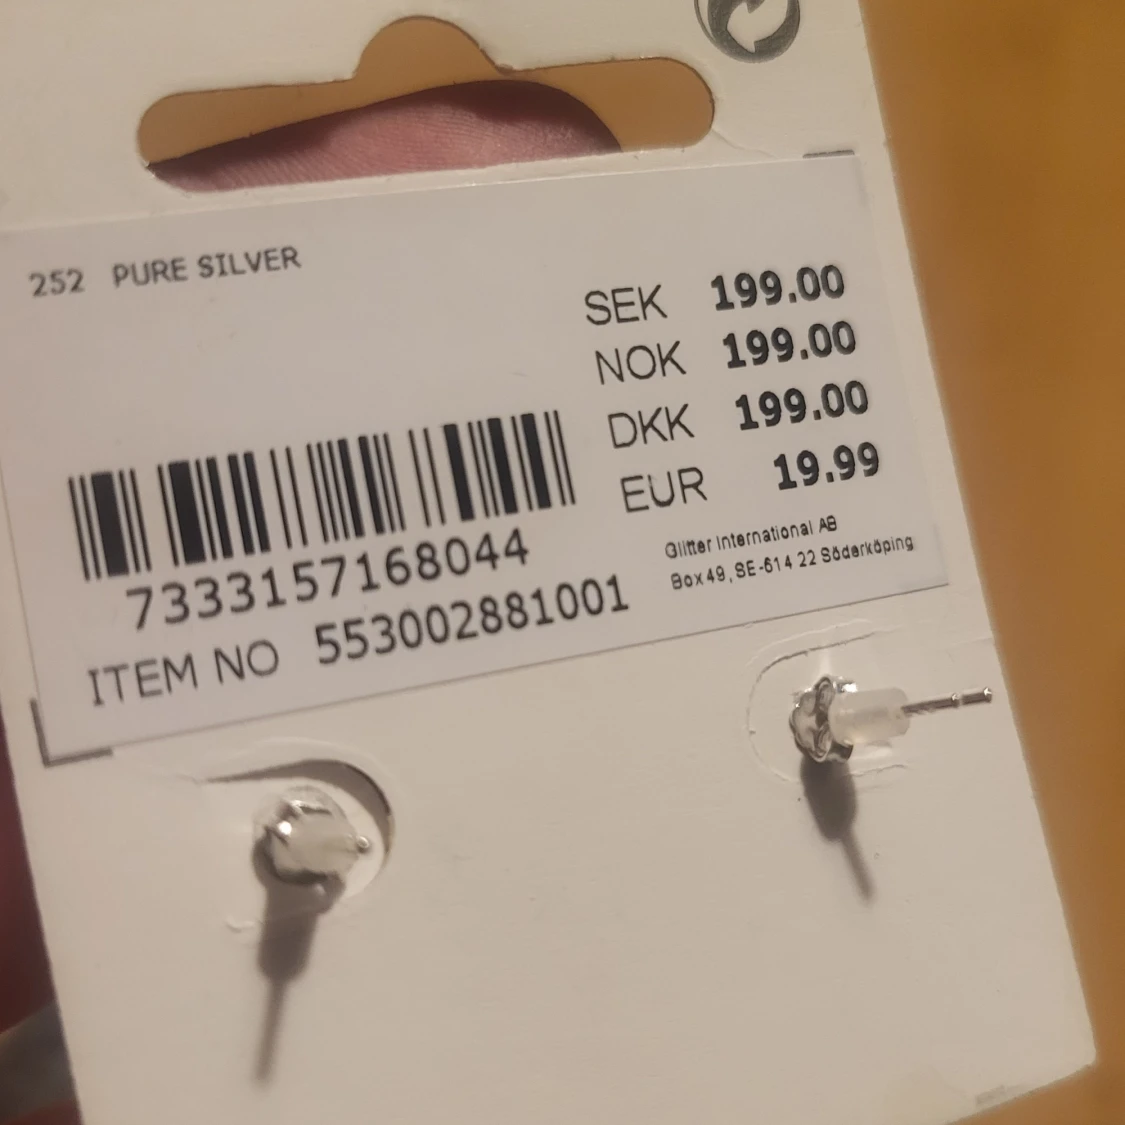 252 PURE SILVER
SEK 199.00
NOK 199.00
DKK 199.00
EUR 19.99
Glitter International AB
Box 49, SE-614 22 Söderköping
7333157168044
ITEM NO 553002881001